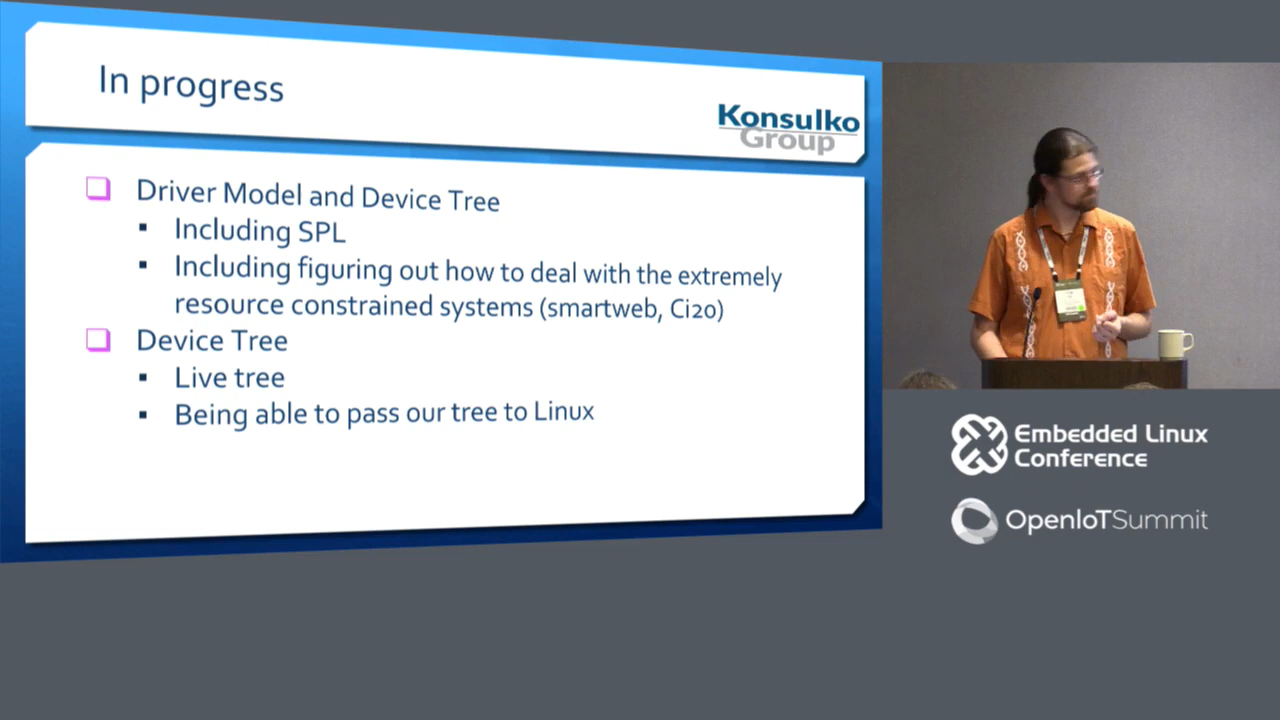 In progress
Konsulko
Group
Driver Model and Device Tree
Including SPL
Including figuring out how to deal with the extremely
resource constrained systems (smartweb, Ci20)
Device Tree
Live tree
Being able to pass our tree to Linux
Embedded Linux
Conference
OpenIoTSummit